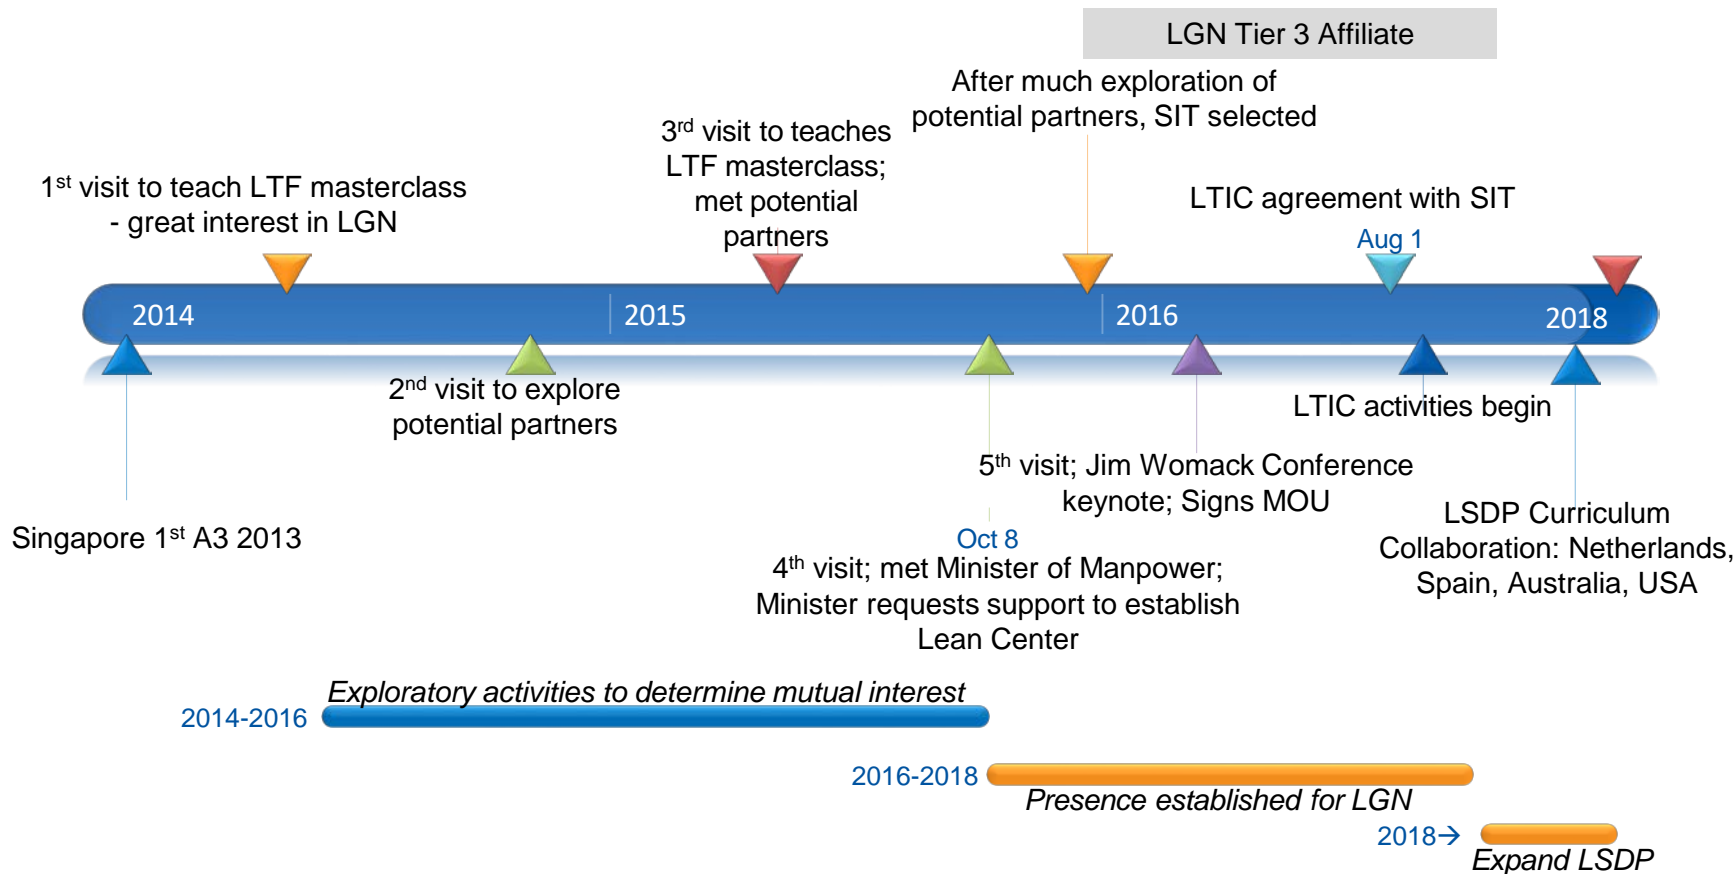 LGN Tier 3 Affiliate
After much exploration of
potential partners, SIT selected
3rd visit to teaches
LTF masterclass;
met potential
partners
1st visit to teach LTF masterclass
- great interest in LGN
LTIC agreement with SIT
Aug 1
2014
2015
2016
2018
2nd visit to explore
potential partners
LTIC activities begin
5th visit; Jim Womack Conference
keynote; Signs MOU
Singapore 1st A3 2013
Oct 8
4th visit; met Minister of Manpower;
Minister requests support to establish
Lean Center
LSDP Curriculum
Collaboration: Netherlands,
Spain, Australia, USA
Exploratory activities to determine mutual interest
2014-2016
2016-2018
Presence established for LGN
2018→
Expand LSDP